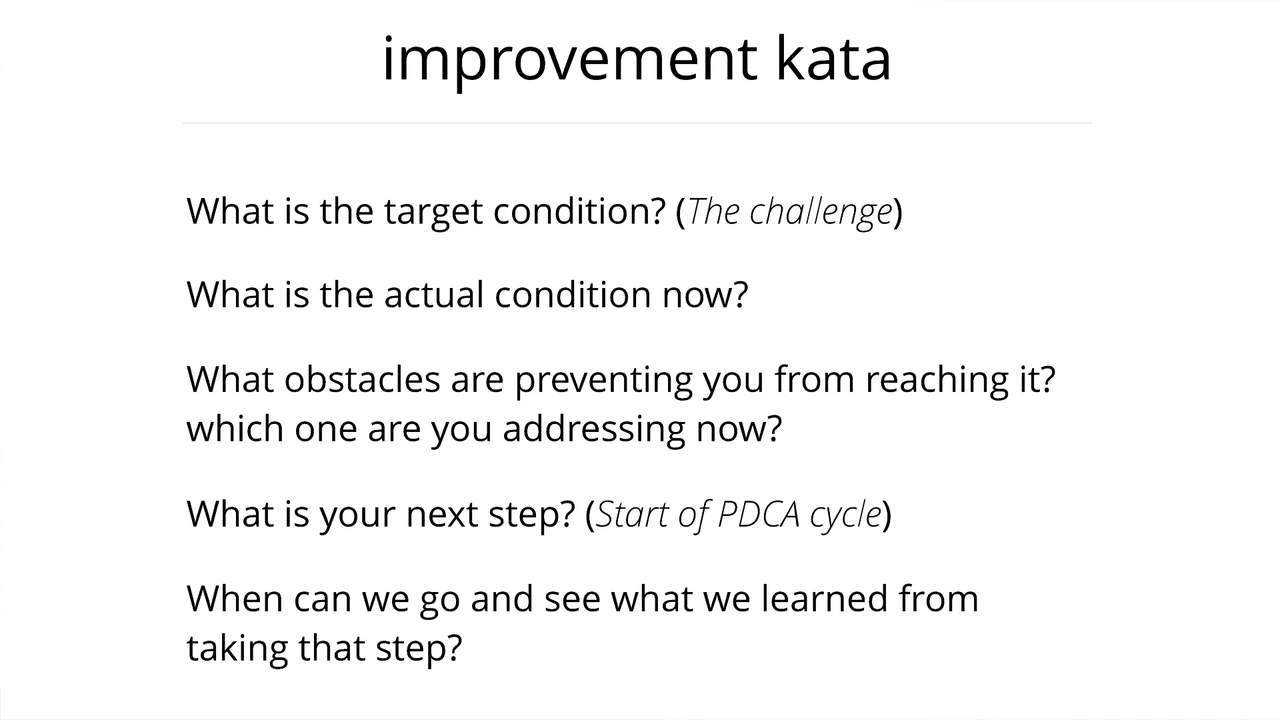 improvement kata
What is the target condition? (The challenge)
What is the actual condition now?
What obstacles are preventing you from reaching it?
which one are you addressing now?
What is your next step? (Start of PDCA cycle)
When can we go and see what we learned from
taking that step?